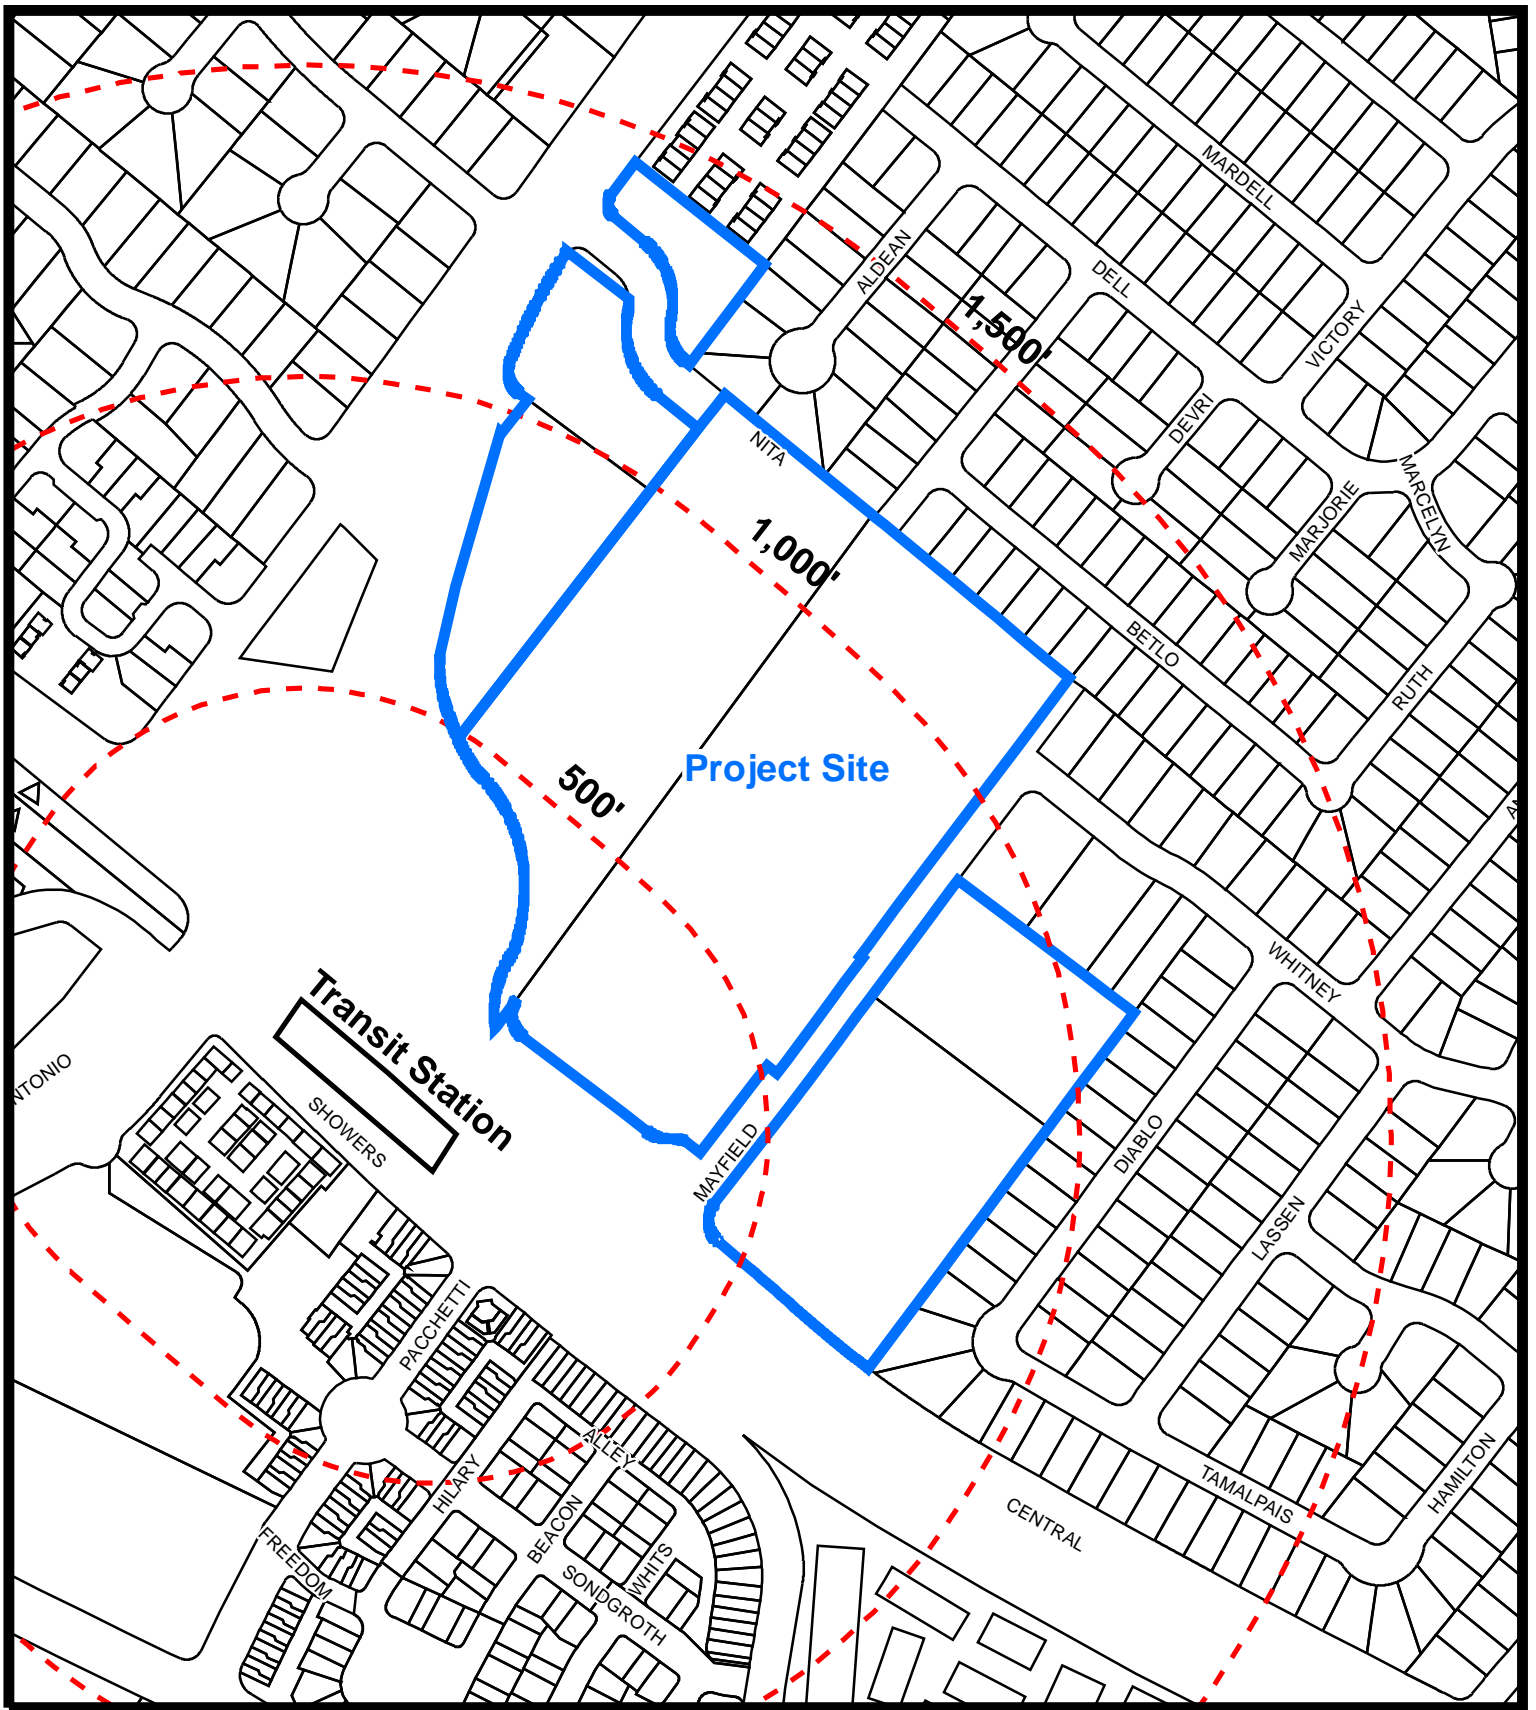 MARDELL
ALDEAN
DELL
1,500'
VICTORY
DEVRI
NITA
MARCELYN
MARJORIE
1,000'
BETLO
RUTH
Project Site
500'
WHITNEY
Transit Station
SHOWERS
DIABLO
MAYFIELD
LASSEN
PACCHETTI
ALLEY
HILARY
HAMILTON
TAMALPAIS
CENTRAL
BEACON
FREEDOM
WHITS
SONDGROTH
NTONIO